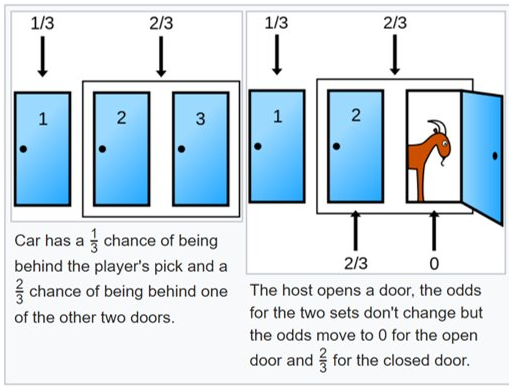 1/3
2/3
1
2
3
Car has a 1/3 chance of being
behind the player's pick and a
2/3 chance of being behind one
of the other two doors.
1/3
2/3
1
2
2/3
0
The host opens a door, the odds
for the two sets don't change but
the odds move to 0 for the open
door and 2/3 for the closed door.